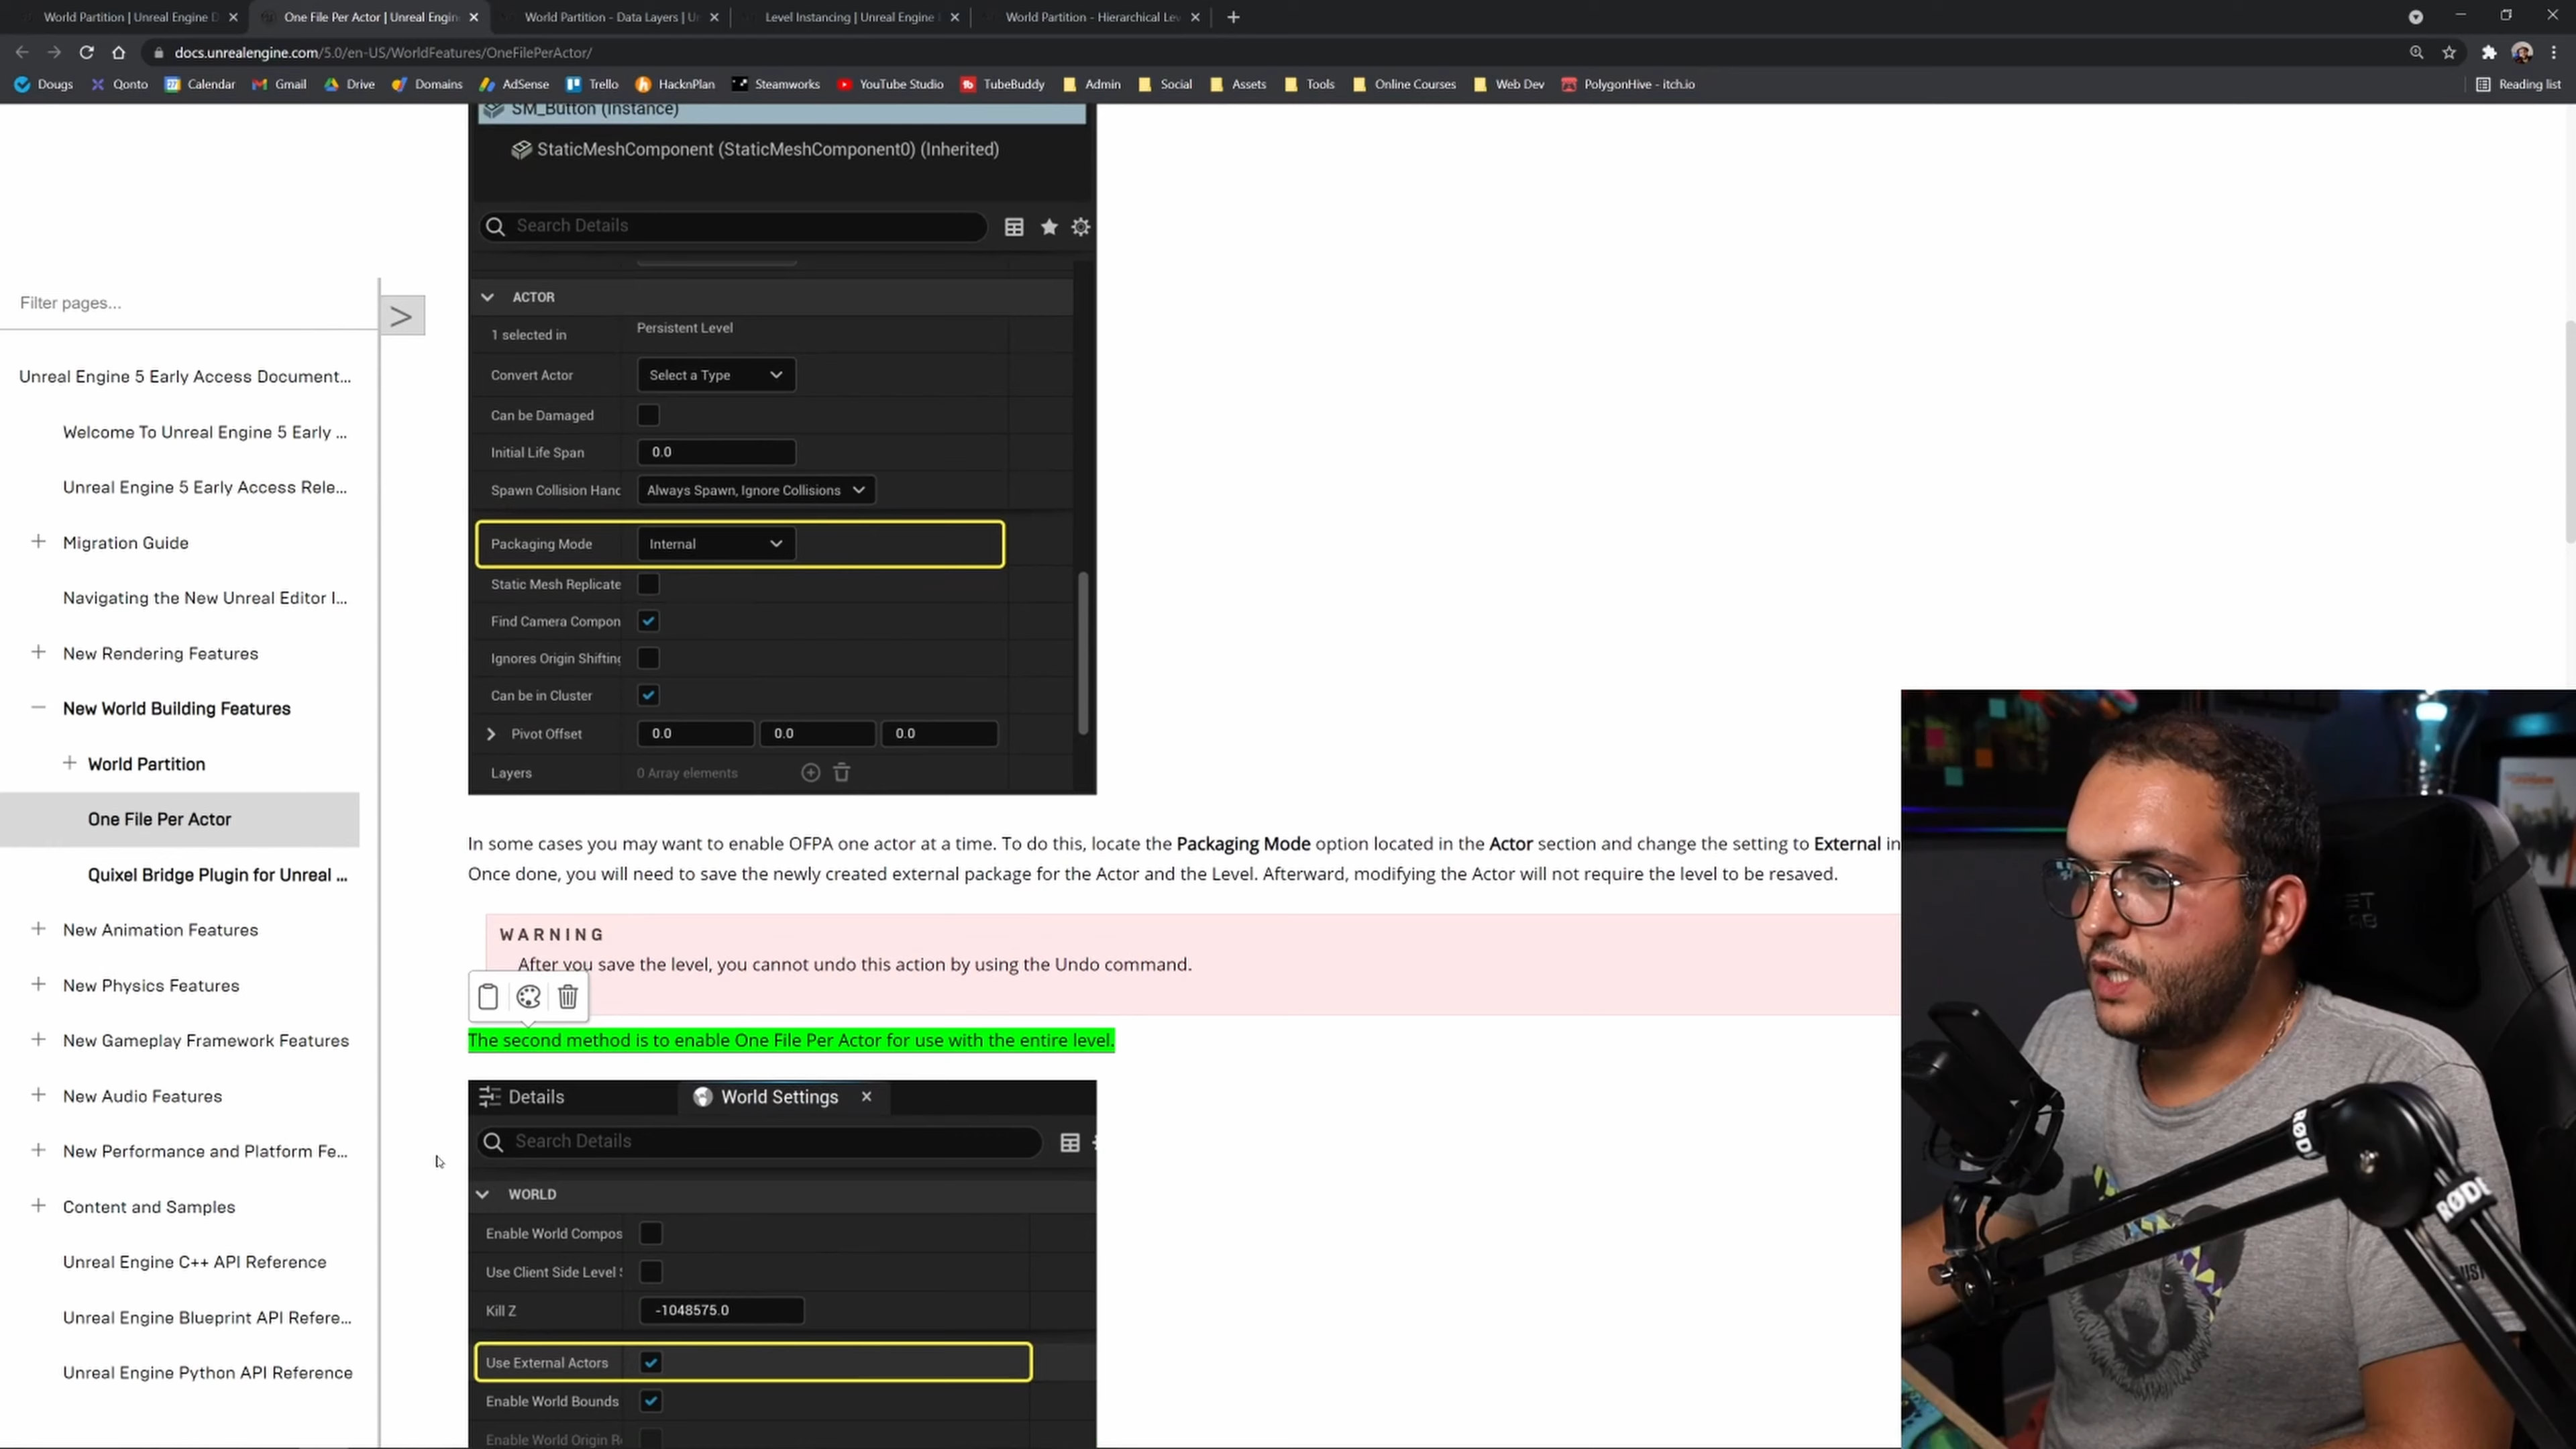 World Partition | Unreal Engine D
One File Per Actor | Unreal Engin
World Partition - Data Layers | Un
Level Instancing | Unreal Engine
World Partition - Hierarchical Lev
docs.unrealengine.com/5.0/en-US/WorldFeatures/OneFilePerActor/
Dougs
Qonto
Calendar
Gmail
Drive
Domains
AdSense
Trello
HacknPlan
Steamworks
YouTube Studio
TubeBuddy
Admin
Social
Assets
Tools
Online Courses
Web Dev
PolygonHive - itch.io
Reading list
Filter pages...
>
Unreal Engine 5 Early Access Document...
Welcome To Unreal Engine 5 Early ...
Unreal Engine 5 Early Access Rele...
Migration Guide
Navigating the New Unreal Editor I...
New Rendering Features
New World Building Features
World Partition
One File Per Actor
Quixel Bridge Plugin for Unreal ...
New Animation Features
New Physics Features
New Gameplay Framework Features
New Audio Features
New Performance and Platform Fe...
Content and Samples
Unreal Engine C++ API Reference
Unreal Engine Blueprint API Refere...
Unreal Engine Python API Reference
SM_Button (Instance)
StaticMeshComponent (StaticMeshComponent0) (Inherited)
Search Details
ACTOR
1 selected in Persistent Level
Convert Actor Select a Type
Can be Damaged
Initial Life Span 0.0
Spawn Collision Hanc Always Spawn, Ignore Collisions
Packaging Mode Internal
Static Mesh Replicate
Find Camera Compon
Ignores Origin Shifting
Can be in Cluster
Pivot Offset 0.0 0.0 0.0
Layers 0 Array elements
In some cases you may want to enable OFPA one actor at a time. To do this, locate the Packaging Mode option located in the Actor section and change the setting to External in
Once done, you will need to save the newly created external package for the Actor and the Level. Afterward, modifying the Actor will not require the level to be resaved.
WARNING
After you save the level, you cannot undo this action by using the Undo command.
The second method is to enable One File Per Actor for use with the entire level.
Details
World Settings
Search Details
WORLD
Enable World Compos
Use Client Side Level
Kill Z -1048575.0
Use External Actors
Enable World Bounds
Enable World Origin R
RØDE
RØDE